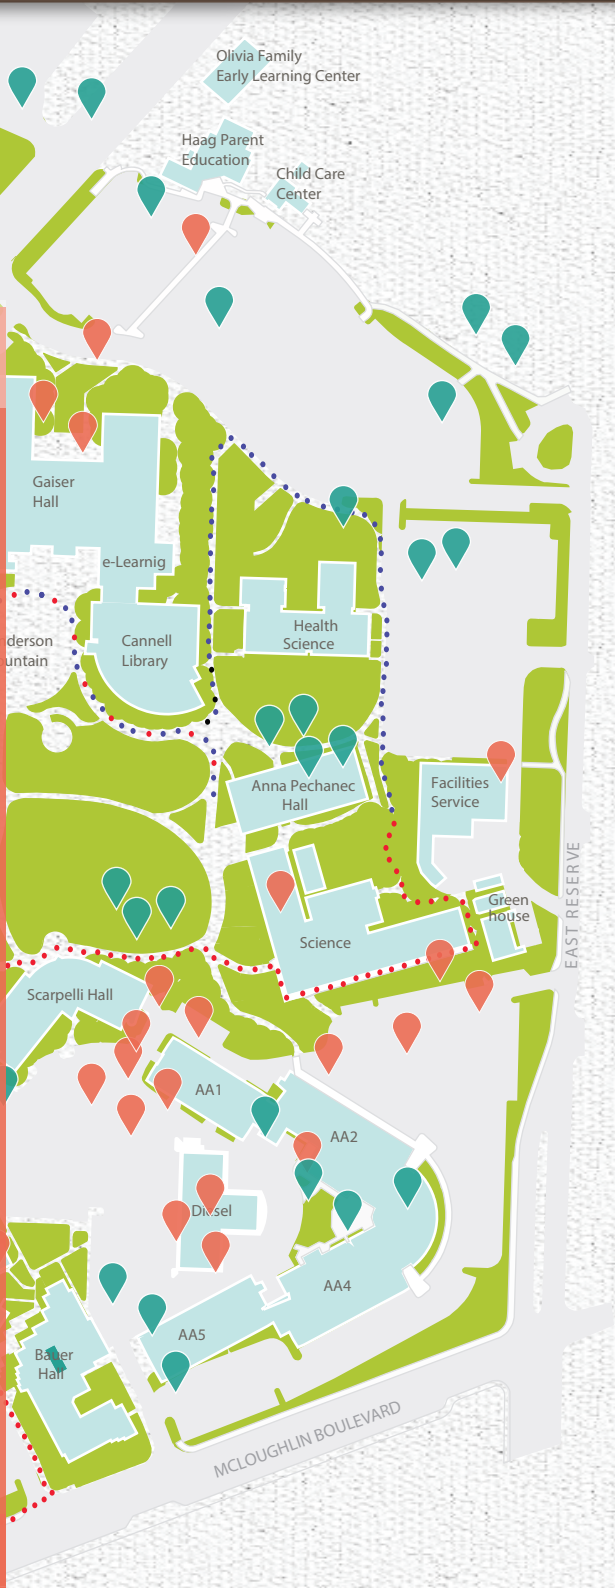 Olivia Family
Early Learning Center
Haag Parent
Education
Child Care
Center
Gaiser
Hall
e-Learnig
Health
Science
derson
untain
Cannell
Library
Anna Pechanec
Hall
Facilities
Service
Green
house
EAST RESERVE
Science
Scarpelli Hall
AA1
AA2
Diesel
AA4
AA5
Bauer
Hall
MCLOUGHLIN BOULEVARD